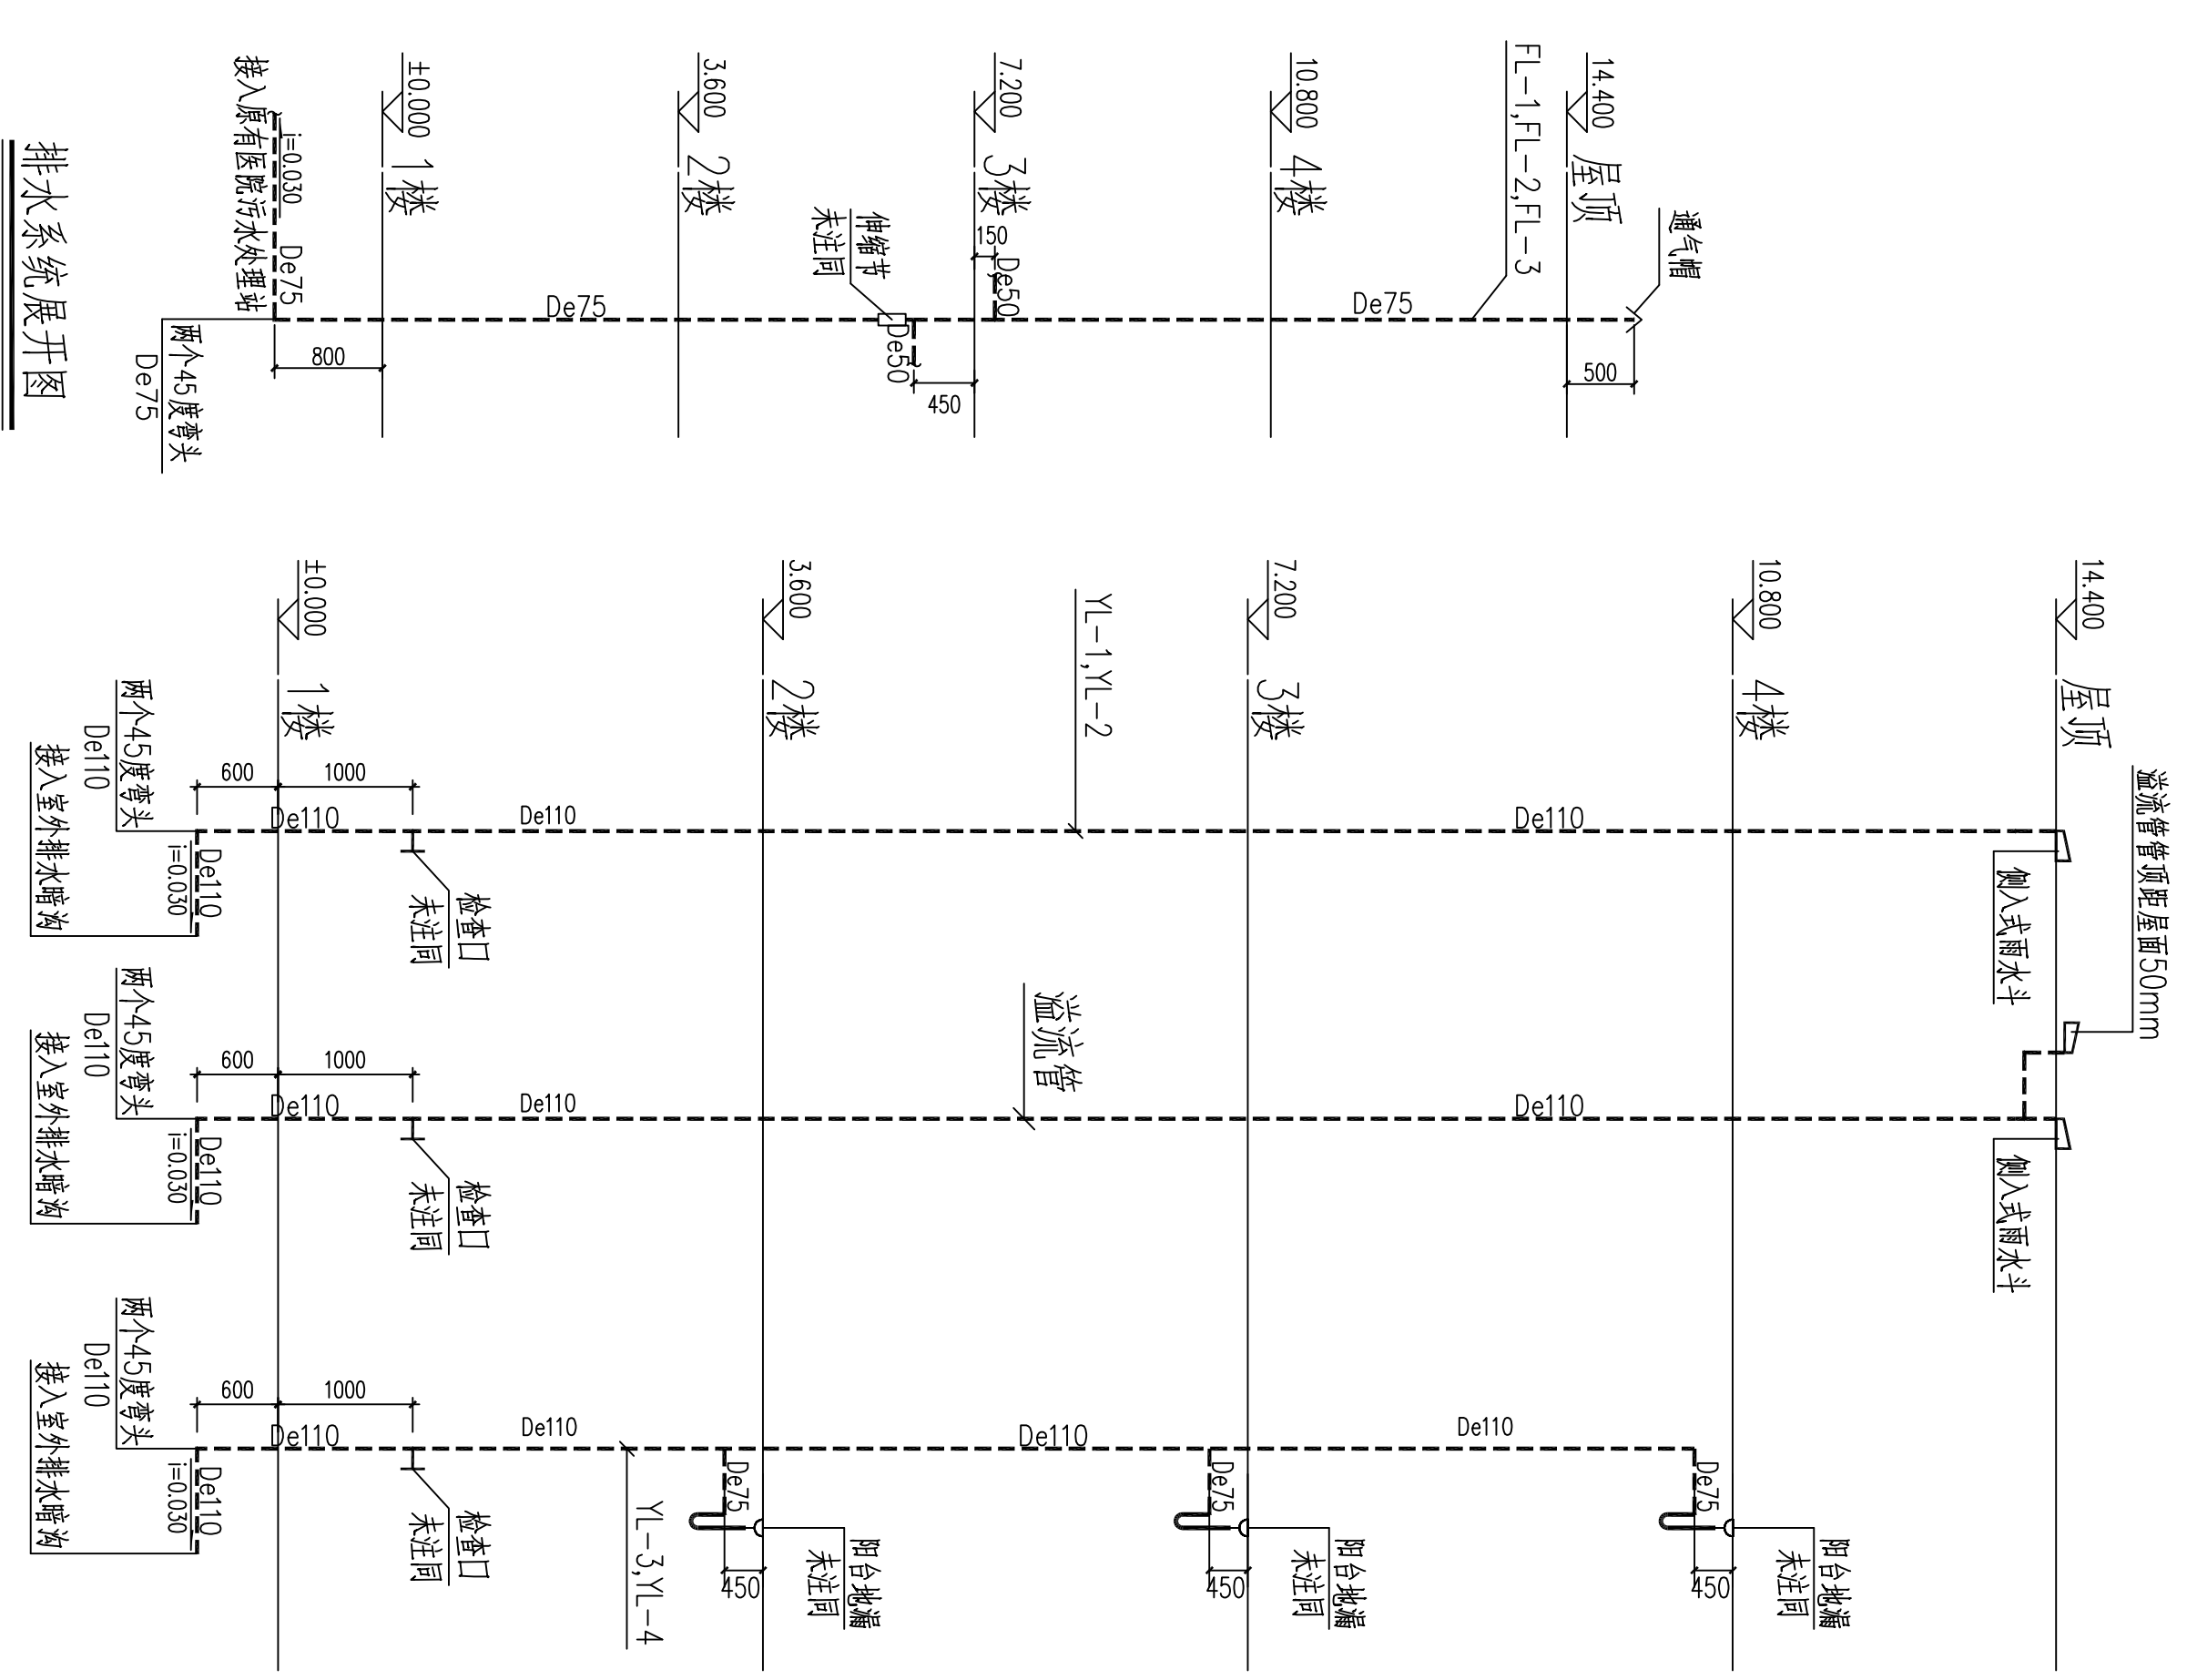 14.400
屋顶
通气帽
500
FL-1,FL-2,FL-3
De75
10.800
4楼
7.200
3楼
150
De50
De50
450
伸缩节
未注同
3.600
2楼
De75
±0.000
1楼
800
i=0.030
De75
接入原有医院污水处理站
两个45度弯头
De75
排水系统展开图
溢流管管顶距屋面50mm
14.400
屋顶
侧入式雨水斗
侧入式雨水斗
10.800
4楼
阳台地漏
未注同
De75
450
De110
De110
De110
7.200
3楼
阳台地漏
未注同
De75
450
YL-1,YL-2
溢流管
De110
3.600
2楼
阳台地漏
未注同
De75
450
YL-3,YL-4
De110
De110
De110
检查口
未注同
检查口
未注同
检查口
未注同
1000
1000
1000
±0.000
1楼
De110
De110
De110
600
600
600
De110
i=0.030
De110
i=0.030
De110
i=0.030
两个45度弯头
De110
两个45度弯头
De110
两个45度弯头
De110
接入室外排水暗沟
接入室外排水暗沟
接入室外排水暗沟